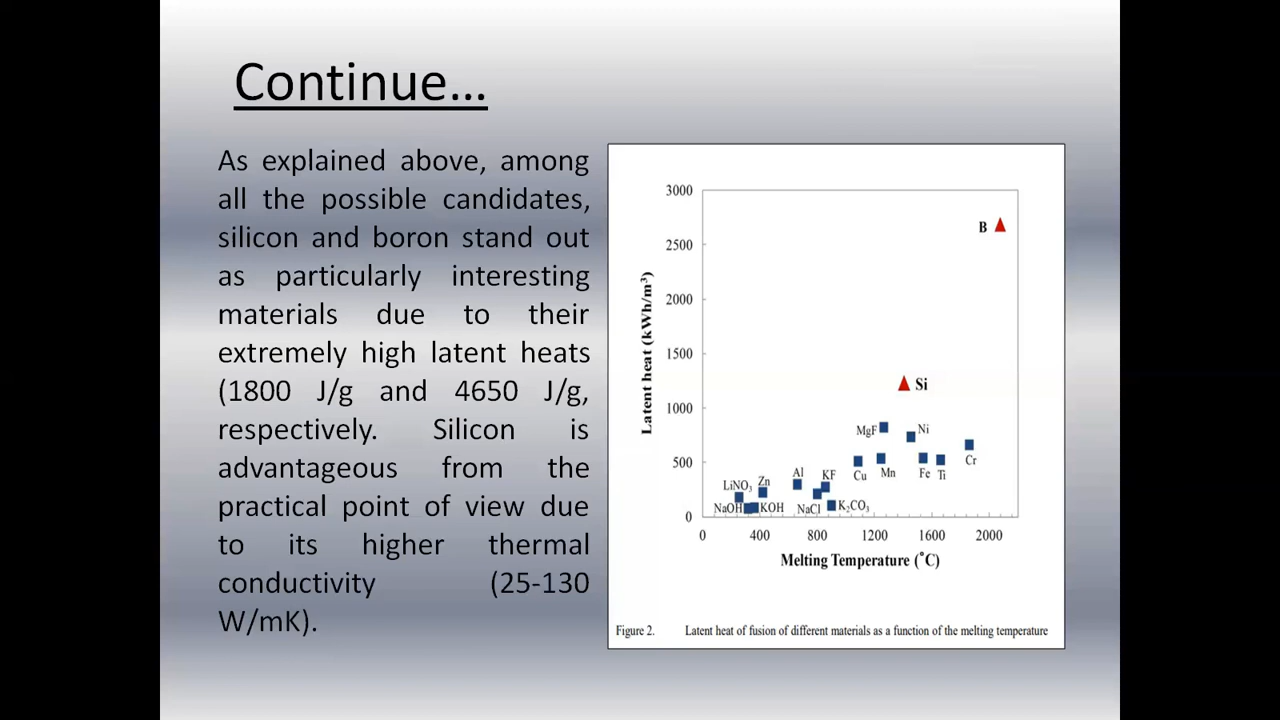 Continue...
As explained above, among
all the possible candidates,
silicon and boron stand out
as particularly interesting
materials due to their
extremely high latent heats
(1800 J/g and 4650 J/g,
respectively. Silicon is
advantageous from the
practical point of view due
to its higher thermal
conductivity (25-130
W/mK).
3000
2500
2000
1500
1000
500
0
Latent heat (kWh/m³)
B
Si
MgF
Ni
Cu
Mn
Fe
Ti
Cr
LiNO₃
Zn
Al
KF
NaOH
KOH
NaCl
K₂CO₃
0 400 800 1200 1600 2000
Melting Temperature (˚C)
Figure 2. Latent heat of fusion of different materials as a function of the melting temperature